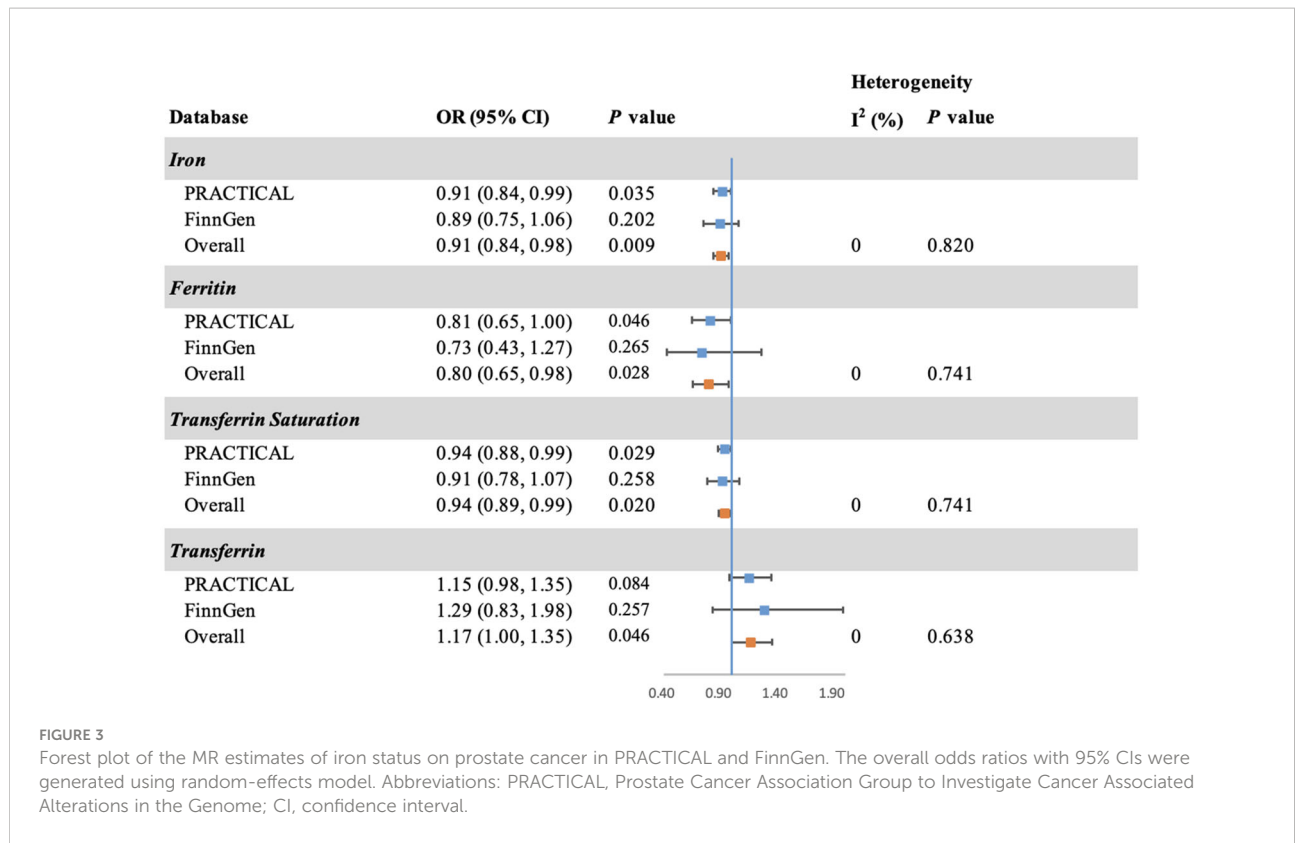 Heterogeneity
Database OR (95% CI) P value I² (%) P value
Iron
PRACTICAL 0.91 (0.84, 0.99) 0.035
FinnGen 0.89 (0.75, 1.06) 0.202
Overall 0.91 (0.84, 0.98) 0.009 0 0.820
Ferritin
PRACTICAL 0.81 (0.65, 1.00) 0.046
FinnGen 0.73 (0.43, 1.27) 0.265
Overall 0.80 (0.65, 0.98) 0.028 0 0.741
Transferrin Saturation
PRACTICAL 0.94 (0.88, 0.99) 0.029
FinnGen 0.91 (0.78, 1.07) 0.258
Overall 0.94 (0.89, 0.99) 0.020 0 0.741
Transferrin
PRACTICAL 1.15 (0.98, 1.35) 0.084
FinnGen 1.29 (0.83, 1.98) 0.257
Overall 1.17 (1.00, 1.35) 0.046 0 0.638
0.40 0.90 1.40 1.90
FIGURE 3
Forest plot of the MR estimates of iron status on prostate cancer in PRACTICAL and FinnGen. The overall odds ratios with 95% CIs were
generated using random-effects model. Abbreviations: PRACTICAL, Prostate Cancer Association Group to Investigate Cancer Associated
Alterations in the Genome; CI, confidence interval.